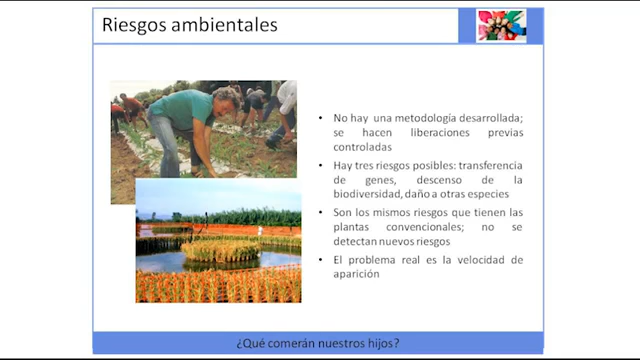 Riesgos ambientales
• No hay una metodología desarrollada;
se hacen liberaciones previas
controladas
• Hay tres riesgos posibles: transferencia
de genes, descenso de la
biodiversidad, daño a otras especies
• Son los mismos riesgos que tienen las
plantas convencionales; no se
detectan nuevos riesgos
• El problema real es la velocidad de
aparición
¿Qué comerán nuestros hijos?